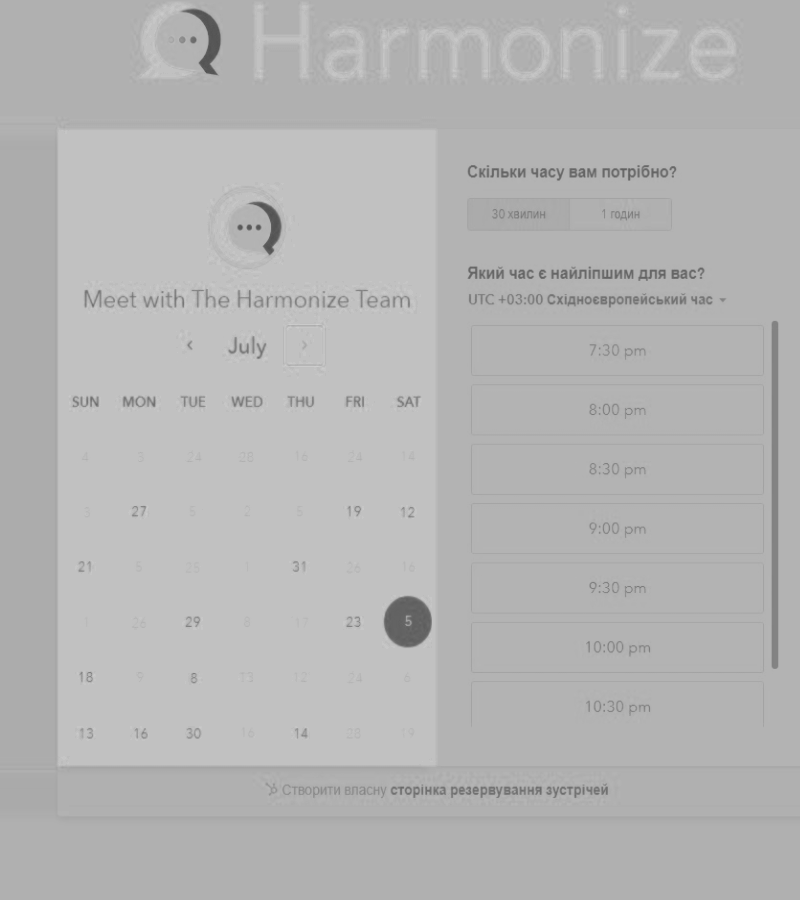 Harmonize
Meet with The Harmonize Team
July
SUN MON TUE WED THU FRI SAT
4 3 24 28 16 24 14
3 27 6 2 5 19 12
21 5 25 1 31 26 16
1 26 29 8 17 23 5
18 9 8 13 12 24 6
13 16 30 16 14 28 19
Скільки часу вам потрібно?
30 хвилин 1 годин
Який час є найліпшим для вас?
UTC +03:00 Східноєвропейський час
7:30 pm
8:00 pm
8:30 pm
9:00 pm
9:30 pm
10:00 pm
10:30 pm
Створити власну сторінка резервування зустрічей